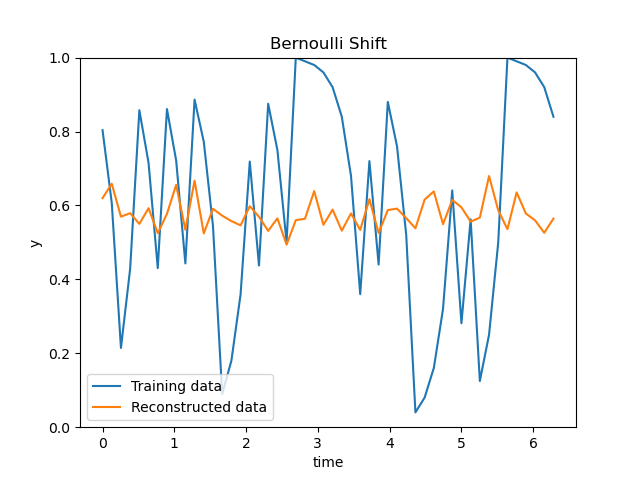 Bernoulli Shift
1.0
0.8
0.6
0.4
0.2
0.0
y
Training data
Reconstructed data
0 1 2 3 4 5 6
time